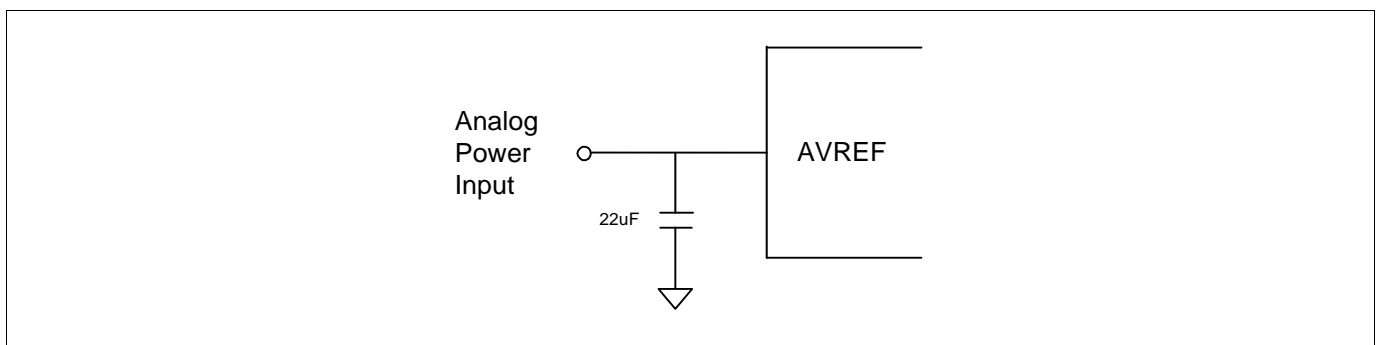 Analog
Power
Input
AVREF
22uF